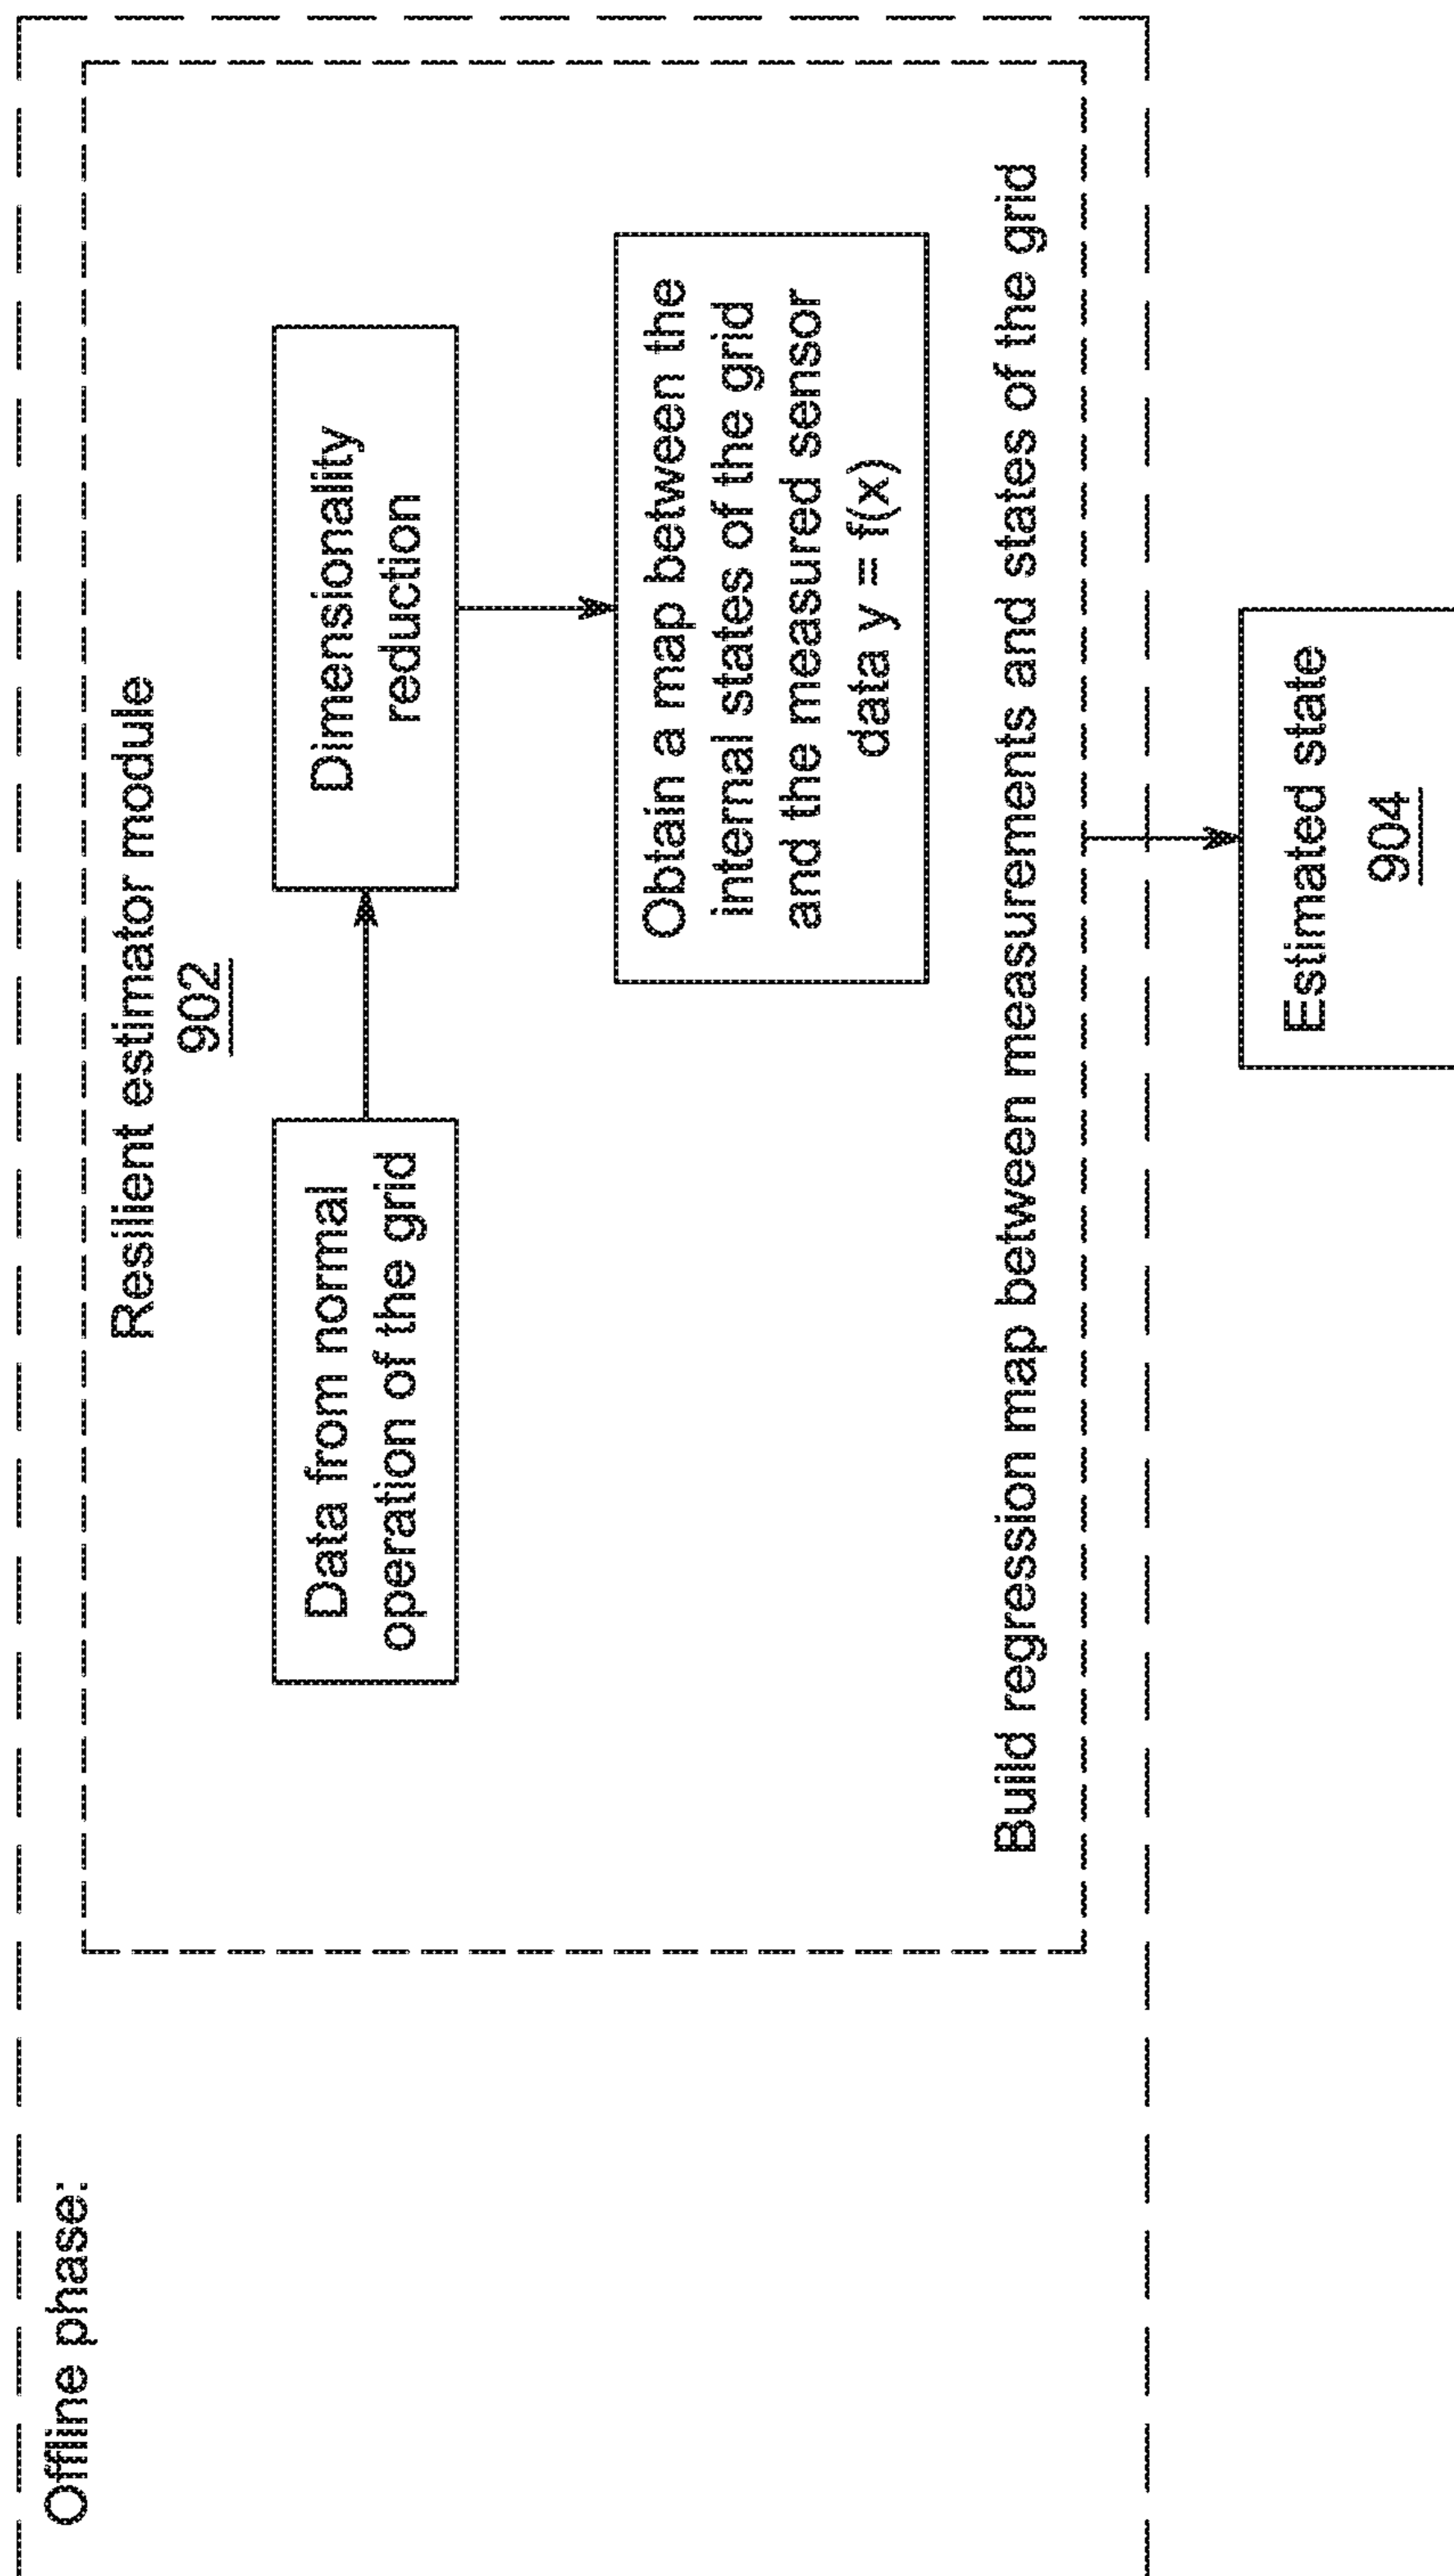 Offline phase:
Resilient estimator module
902
Data from normal
operation of the grid
Dimensionality
reduction
Obtain a map between the
internal states of the grid
and the measured sensor
data y = f(x)
Build regression map between measurements and states of the grid
Estimated state
904